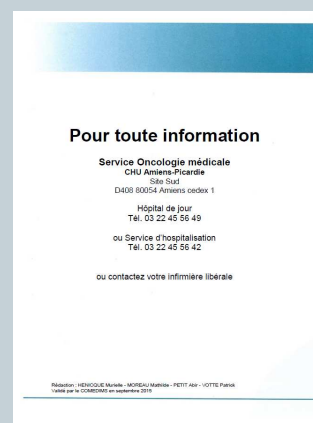 Pour toute information
Service Oncologie médicale
CHU Amiens-Picardie
Site Sud
D408 80054 Amiens cedex 1
Hôpital de jour
Tél. 03 22 45 56 49
ou Service d'hospitalisation
Tél. 03 22 45 56 42
ou contactez votre infirmière libérale
Rédaction : HENIOQUE Murielle - MOREAU Mathilde - PETIT Abir - VOTTE Patrick
Validé par le COMEDIMS en septembre 2015